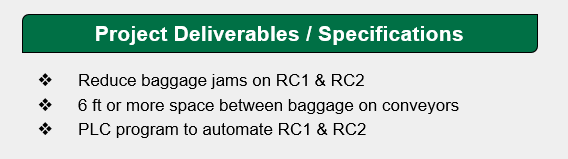 Project Deliverables / Specifications
❖ Reduce baggage jams on RC1 & RC2
❖ 6 ft or more space between baggage on conveyors
❖ PLC program to automate RC1 & RC2